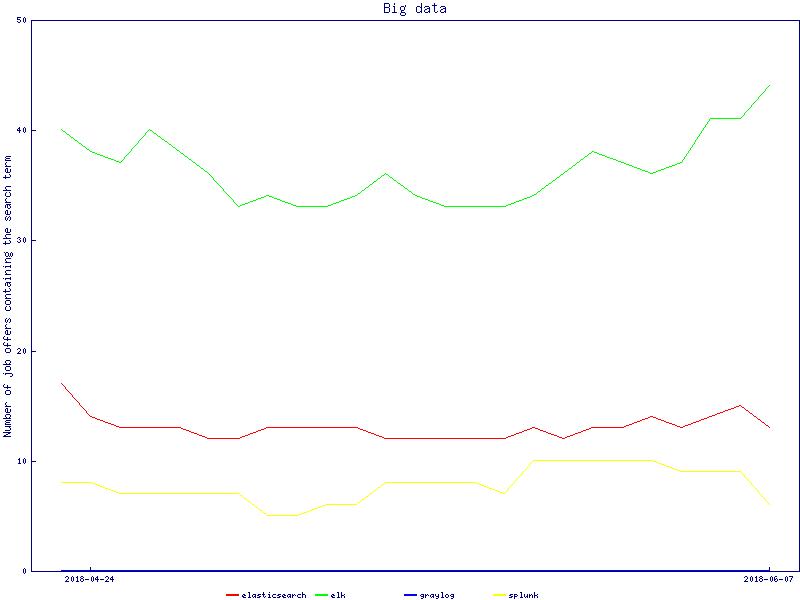 Big data
50
40
30
20
10
0
Number of job offers containing the search term
2018-04-24 2018-06-07
elasticsearch elk graylog splunk